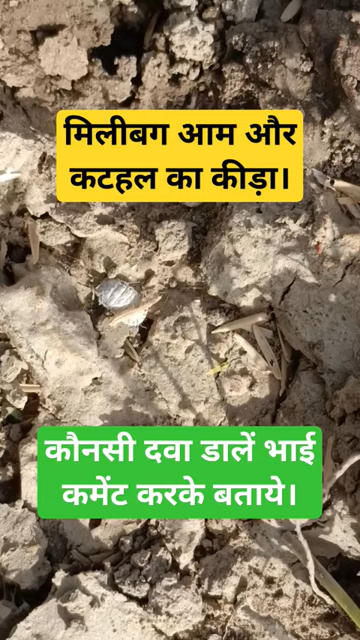 मिलीबग आम और
कटहल का कीड़ा।
कौनसी दवा डालें भाई
कमेंट करके बताये।